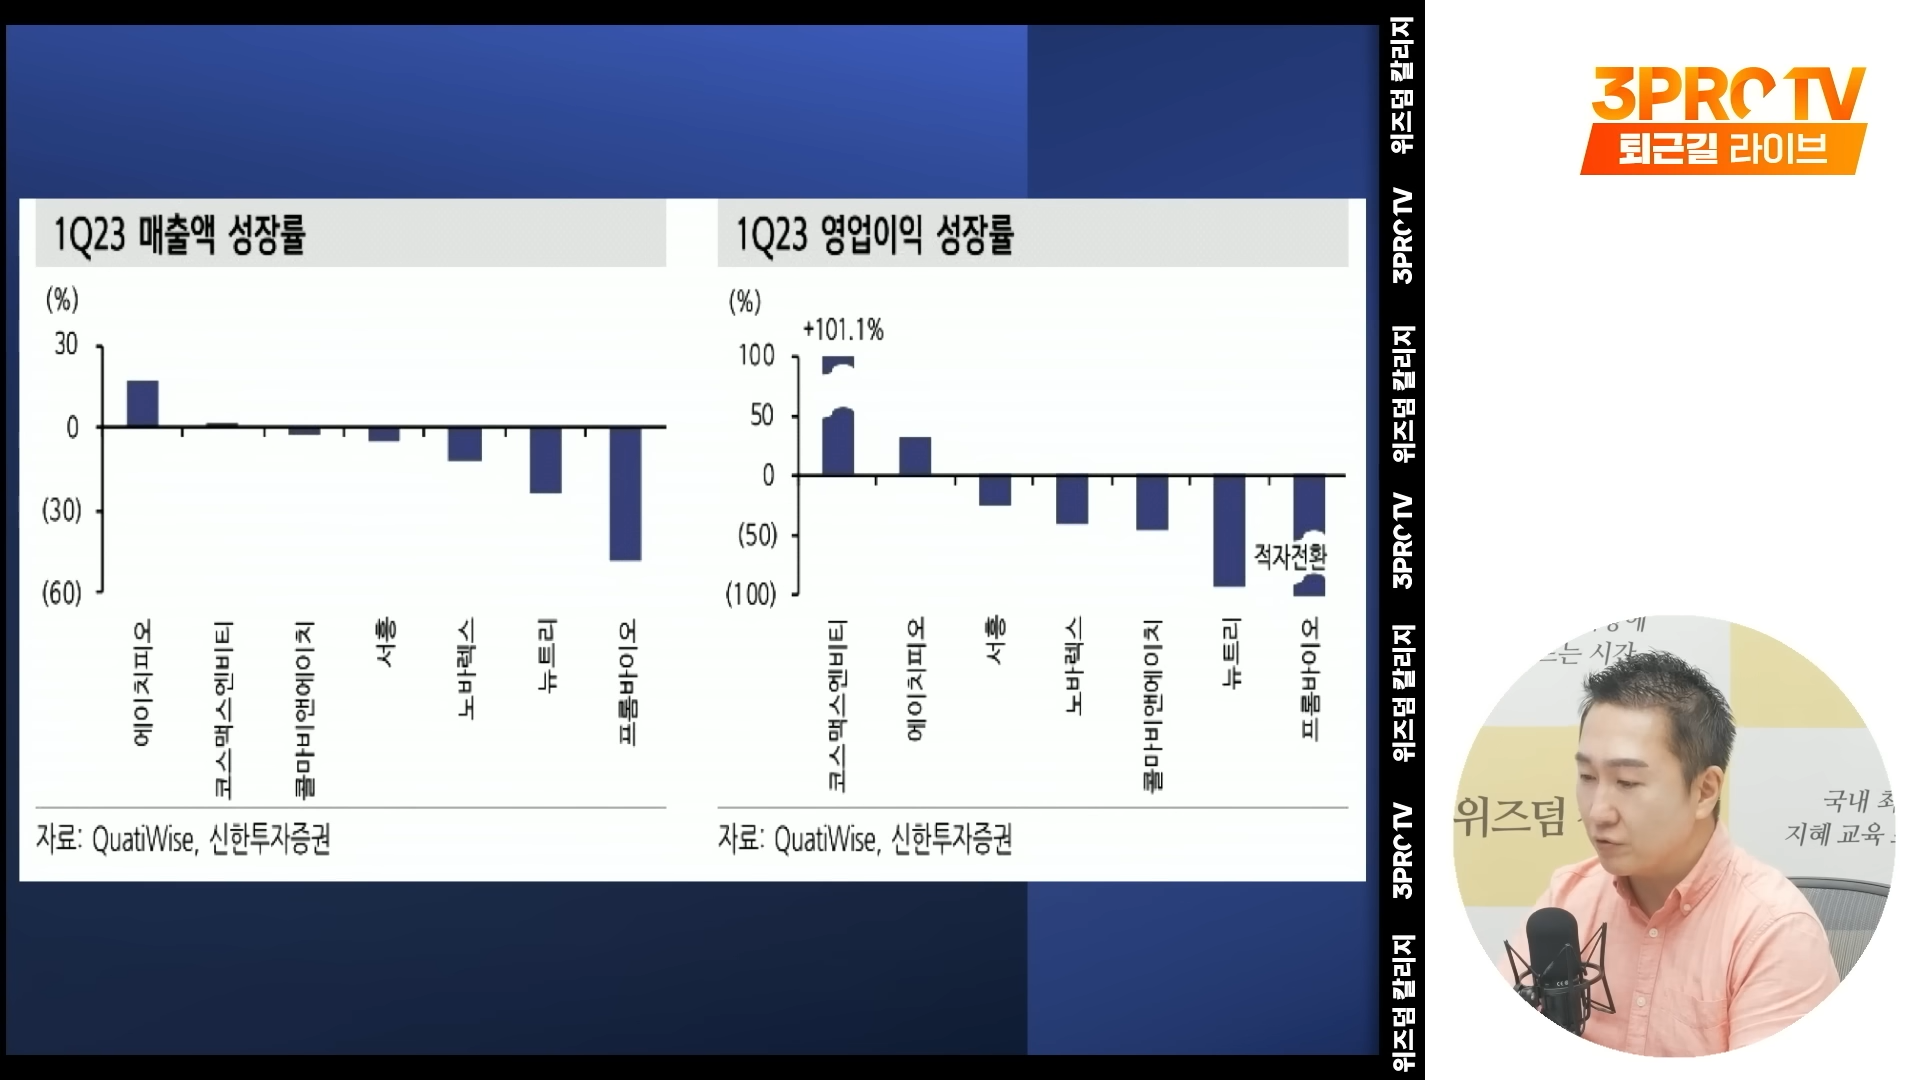 1Q23 매출액 성장률
(%)
30
0
(30)
(60)
에이치피오
코스맥스엔비티
콜마비앤에이치
서흥
노바렉스
뉴트리
프롬바이오
자료: QuatiWise, 신한투자증권
1Q23 영업이익 성장률
(%)
+101.1%
100
50
0
(50)
(100)
적자전환
코스맥스엔비티
에이치피오
서흥
노바렉스
콜마비앤에이치
뉴트리
프롬바이오
자료: QuatiWise, 신한투자증권
위즈덤 칼리지
3PROTV
위즈덤 칼리지
3PROTV
위즈덤 칼리지
3PROTV
위즈덤 칼리지
3PROTV
퇴근길 라이브
는 시간
위즈덤
국내 최
지혜 교육